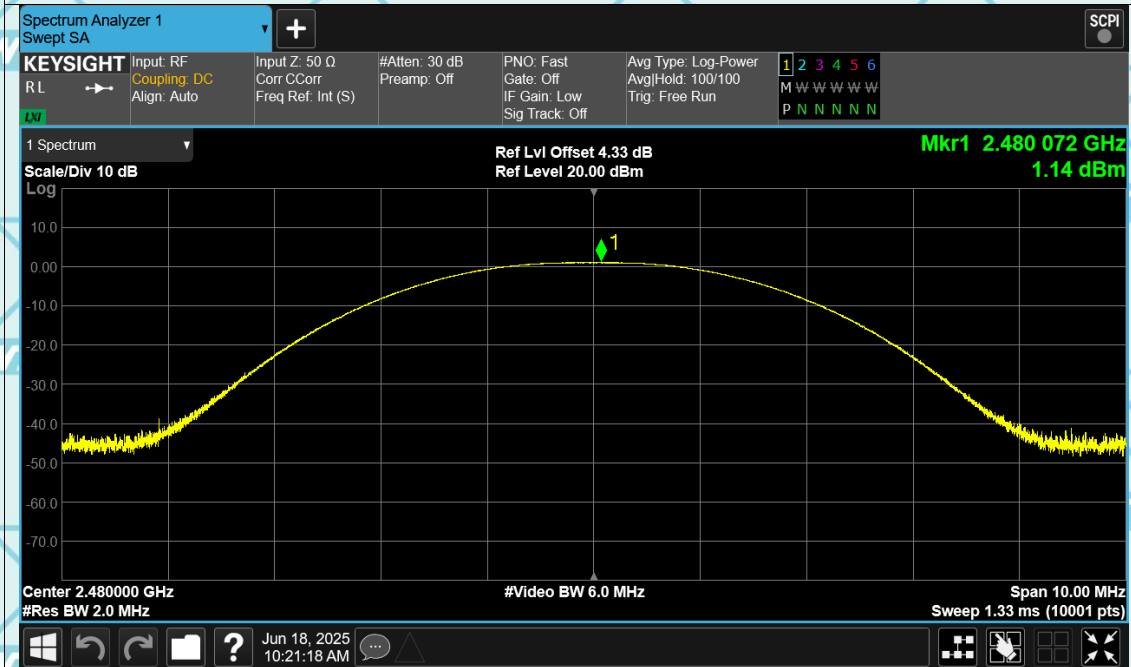 Spectrum Analyzer 1
Swept SA
+
SCPI
KEYSIGHT
R L
LXI
Input: RF
Coupling: DC
Align: Auto
Input Z: 50 Ω
Corr CCorr
Freq Ref: Int (S)
#Atten: 30 dB
Preamp: Off
PNO: Fast
Gate: Off
IF Gain: Low
Sig Track: Off
Avg Type: Log-Power
Avg|Hold: 100/100
Trig: Free Run
1 2 3 4 5 6
M W W W W W
P N N N N N
1 Spectrum
Scale/Div 10 dB
Log
Ref Lvl Offset 4.33 dB
Ref Level 20.00 dBm
Mkr1 2.480 072 GHz
1.14 dBm
1
10.0
0.00
-10.0
-20.0
-30.0
-40.0
-50.0
-60.0
-70.0
Center 2.480000 GHz
#Video BW 6.0 MHz
Span 10.00 MHz
#Res BW 2.0 MHz
Sweep 1.33 ms (10001 pts)
?
Jun 18, 2025
10:21:18 AM